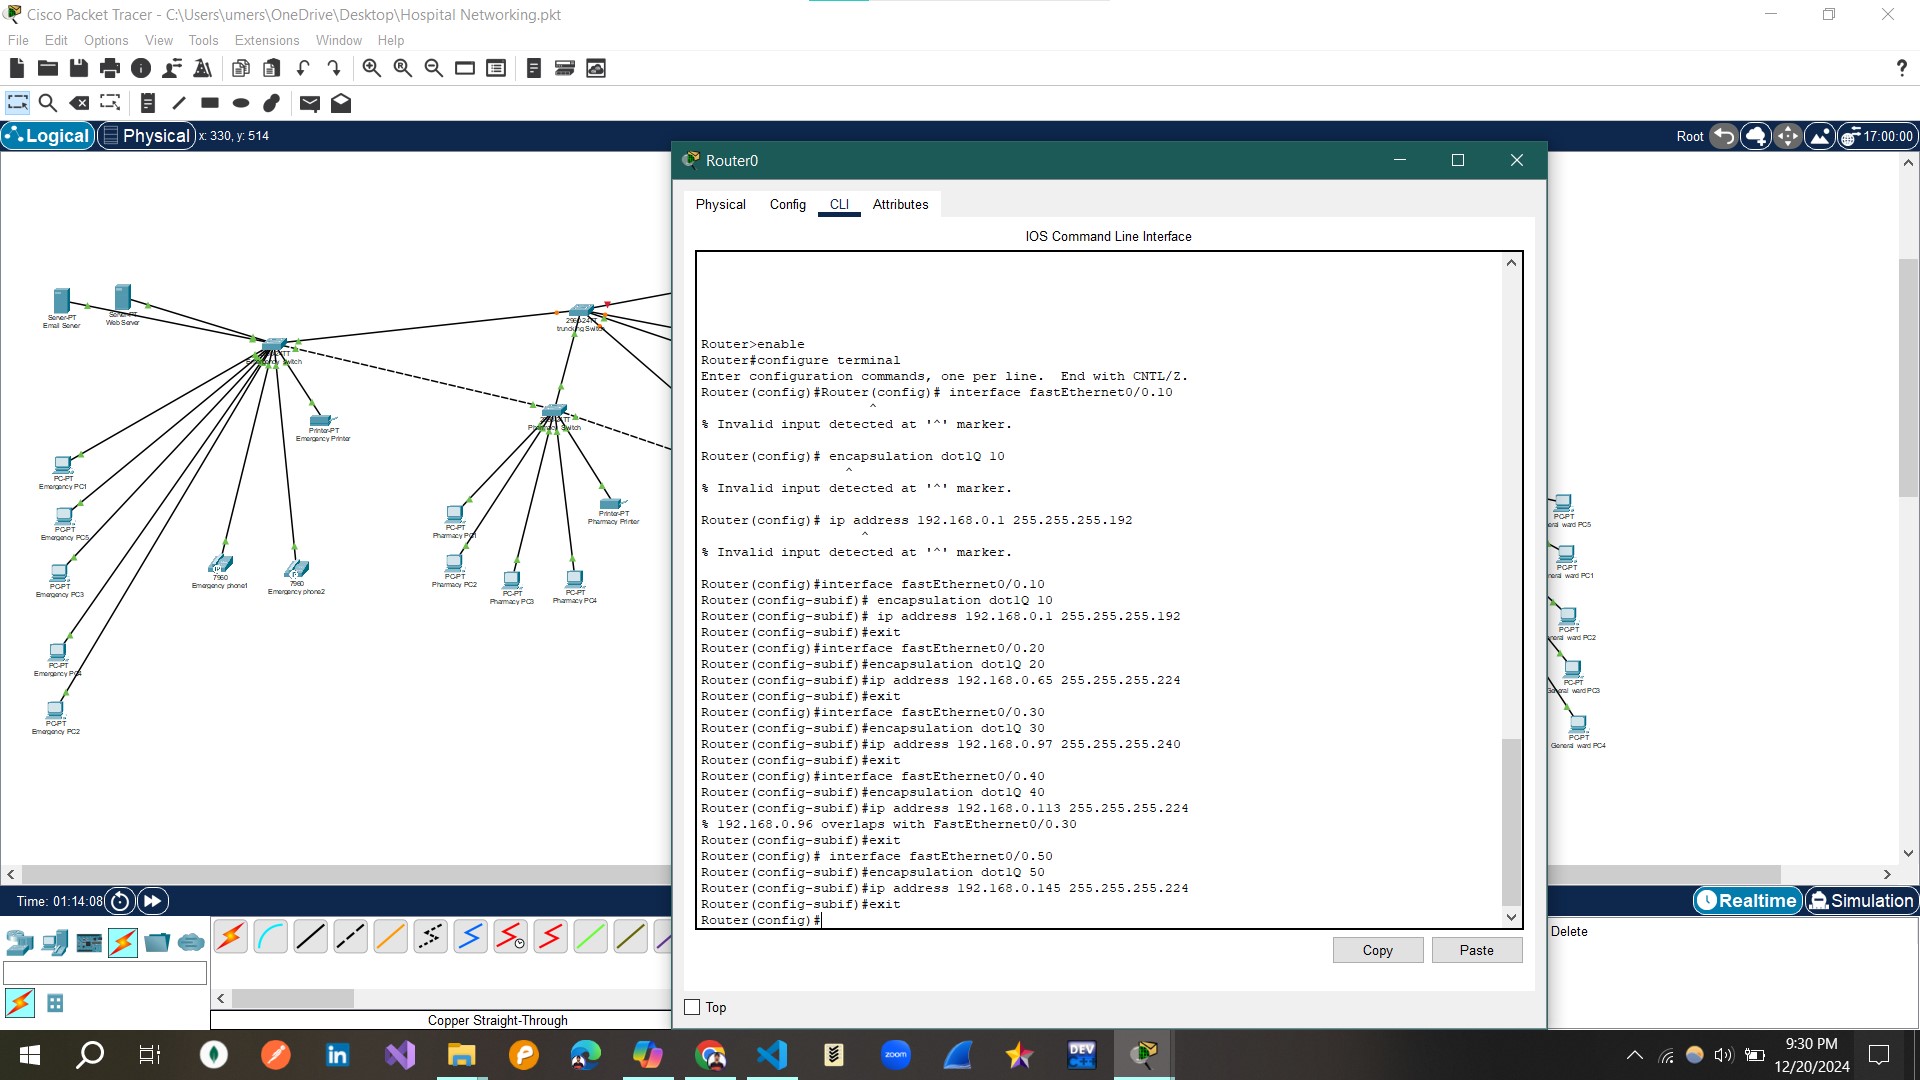 Cisco Packet Tracer - C:\Users\umers\OneDrive\Desktop\Hospital Networking.pkt
File Edit Options View Tools Extensions Window Help
?
Logical Physical x: 330, y: 514 Root 17:00:00
Server-PT
Email Server
Server-PT
Web Server
trunking Switch
Printer-PT
Emergency Printer
PC-PT
Emergency PC1
PC-PT
Emergency PC5
PC-PT
Emergency PC3
PC-PT
Emergency PC4
PC-PT
Emergency PC2
7960
Emergency phone1
7960
Emergency phone2
Pharmacy Switch
PC-PT
Pharmacy PC1
PC-PT
Pharmacy PC2
PC-PT
Pharmacy PC3
PC-PT
Pharmacy PC4
Printer-PT
Pharmacy Printer
Router0
Physical Config CLI Attributes
IOS Command Line Interface
Router>enable
Router#configure terminal
Enter configuration commands, one per line.  End with CNTL/Z.
Router(config)#Router(config)# interface fastEthernet0/0.10
^
% Invalid input detected at '^' marker.
Router(config)# encapsulation dot1Q 10
^
% Invalid input detected at '^' marker.
Router(config)# ip address 192.168.0.1 255.255.255.192
^
% Invalid input detected at '^' marker.
Router(config)#interface fastEthernet0/0.10
Router(config-subif)# encapsulation dot1Q 10
Router(config-subif)# ip address 192.168.0.1 255.255.255.192
Router(config-subif)#exit
Router(config)#interface fastEthernet0/0.20
Router(config-subif)#encapsulation dot1Q 20
Router(config-subif)#ip address 192.168.0.65 255.255.255.224
Router(config-subif)#exit
Router(config)#interface fastEthernet0/0.30
Router(config-subif)#encapsulation dot1Q 30
Router(config-subif)#ip address 192.168.0.97 255.255.255.240
Router(config-subif)#exit
Router(config)#interface fastEthernet0/0.40
Router(config-subif)#encapsulation dot1Q 40
Router(config-subif)#ip address 192.168.0.113 255.255.255.224
% 192.168.0.96 overlaps with FastEthernet0/0.30
Router(config-subif)#exit
Router(config)# interface fastEthernet0/0.50
Router(config-subif)#encapsulation dot1Q 50
Router(config-subif)#ip address 192.168.0.145 255.255.255.224
Router(config-subif)#exit
Router(config)#
Copy Paste
Top
PC-PT
ward PC5
PC-PT
ward PC1
PC-PT
ward PC2
PC-PT
ward PC3
PC-PT
General ward PC4
Time: 01:14:08
Realtime Simulation
Delete
Copper Straight-Through
in
zoom
DEV
C++
9:30 PM
12/20/2024